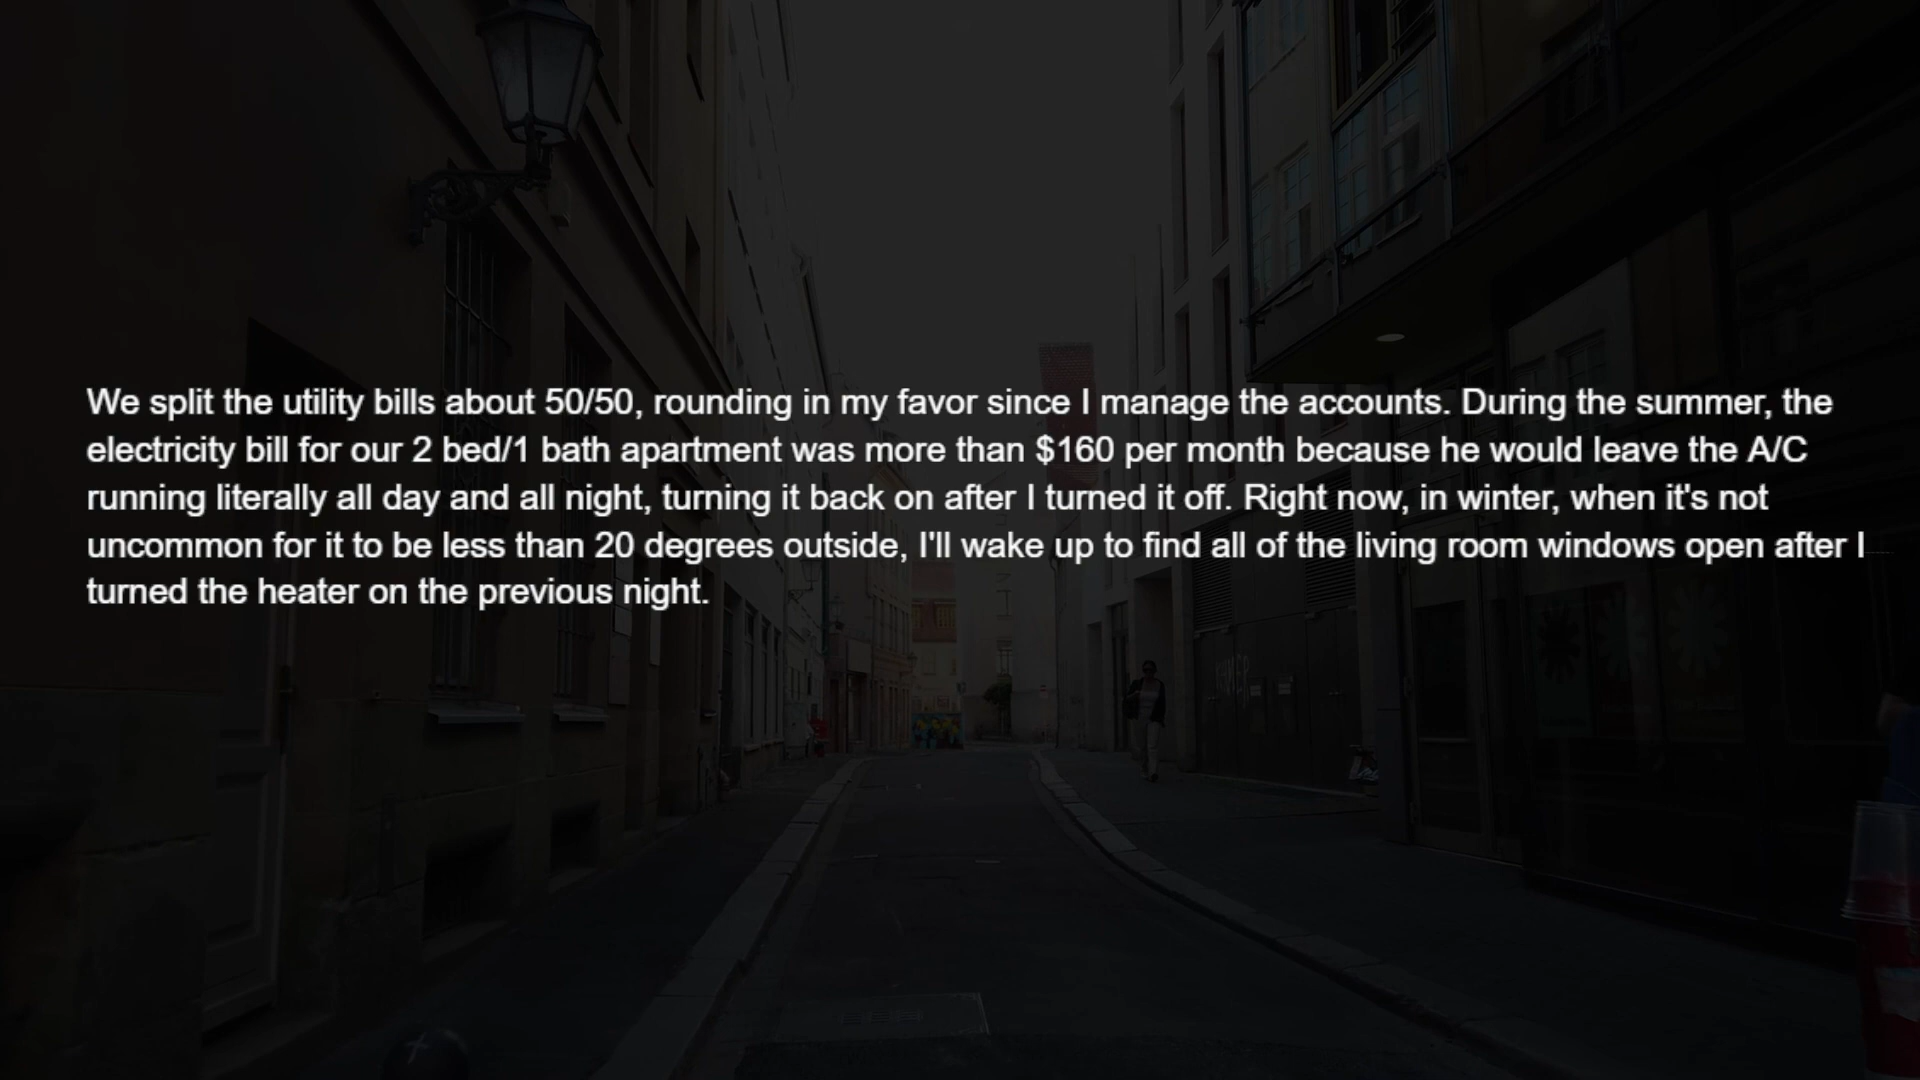 We split the utility bills about 50/50, rounding in my favor since I manage the accounts. During the summer, the
electricity bill for our 2 bed/1 bath apartment was more than $160 per month because he would leave the A/C
running literally all day and all night, turning it back on after I turned it off. Right now, in winter, when it's not
uncommon for it to be less than 20 degrees outside, I'll wake up to find all of the living room windows open after I
turned the heater on the previous night.